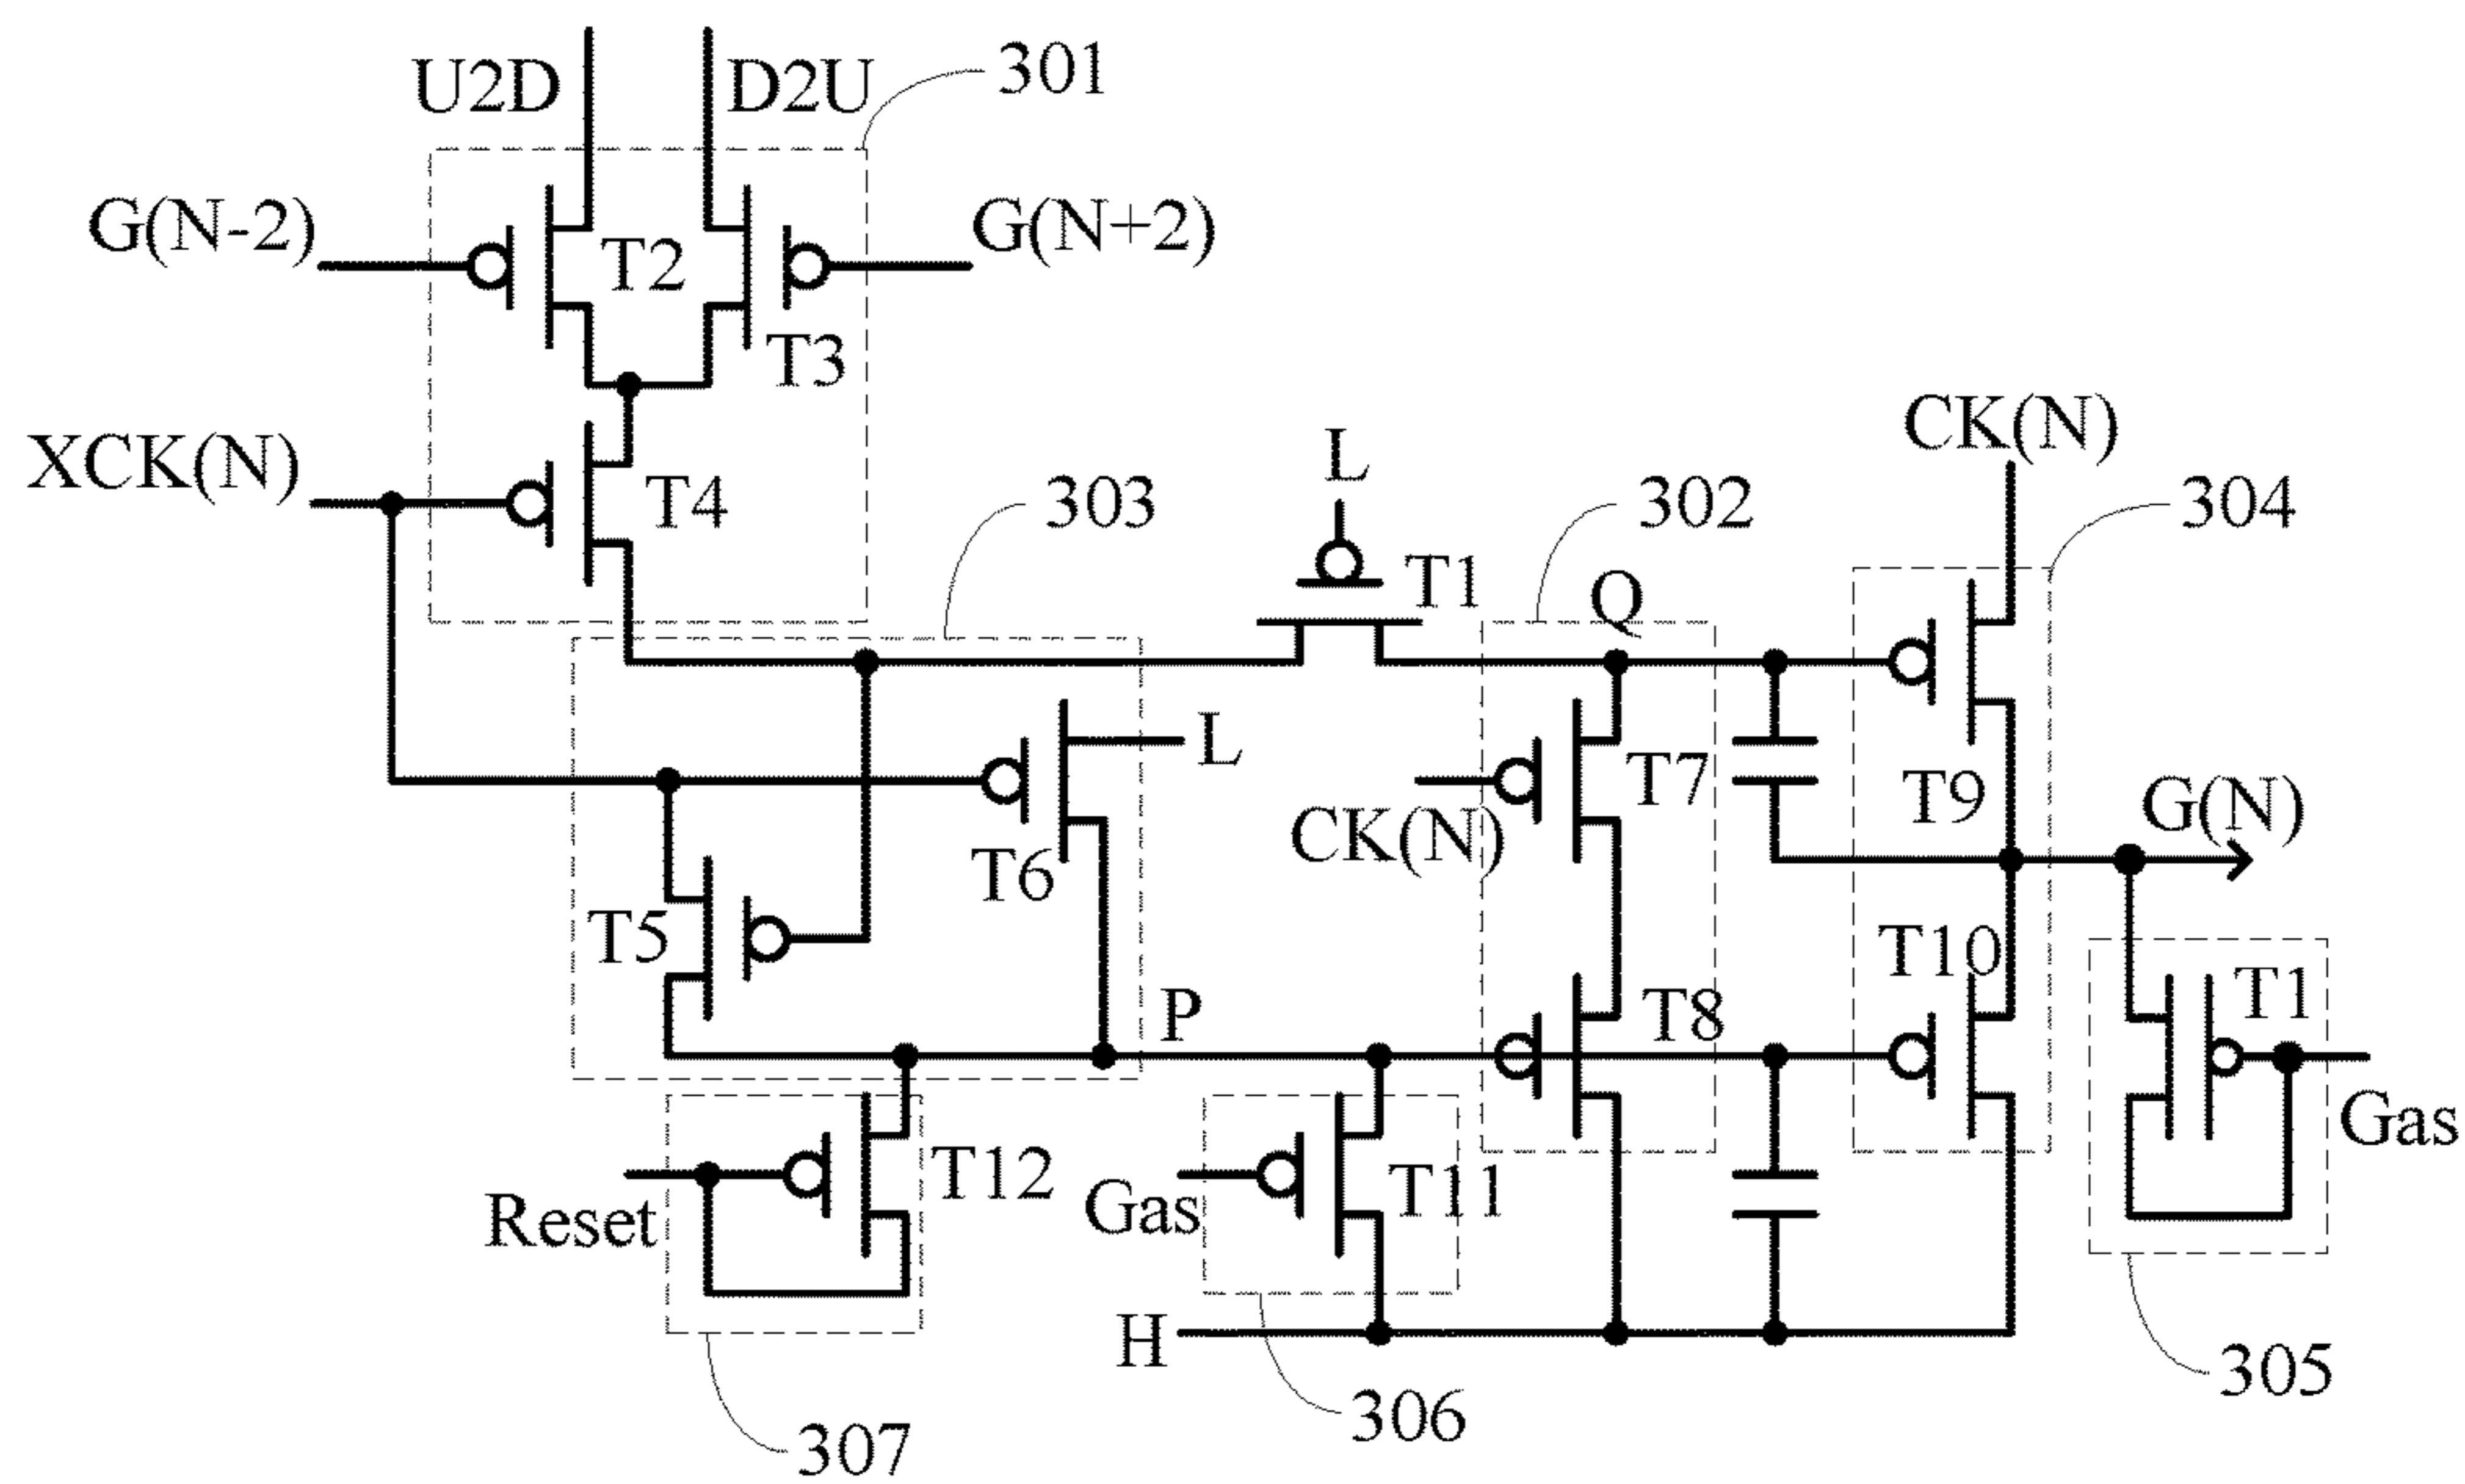 U2D
D2U
301
G(N-2)
T2
G(N+2)
T3
XCK(N)
T4
303
L
T1
302
Q
CK(N)
304
L
T6
T5
CK(N)
T7
T9
G(N)
P
T8
T10
T1
Gas
Reset
T12
Gas
T11
H
305
306
307